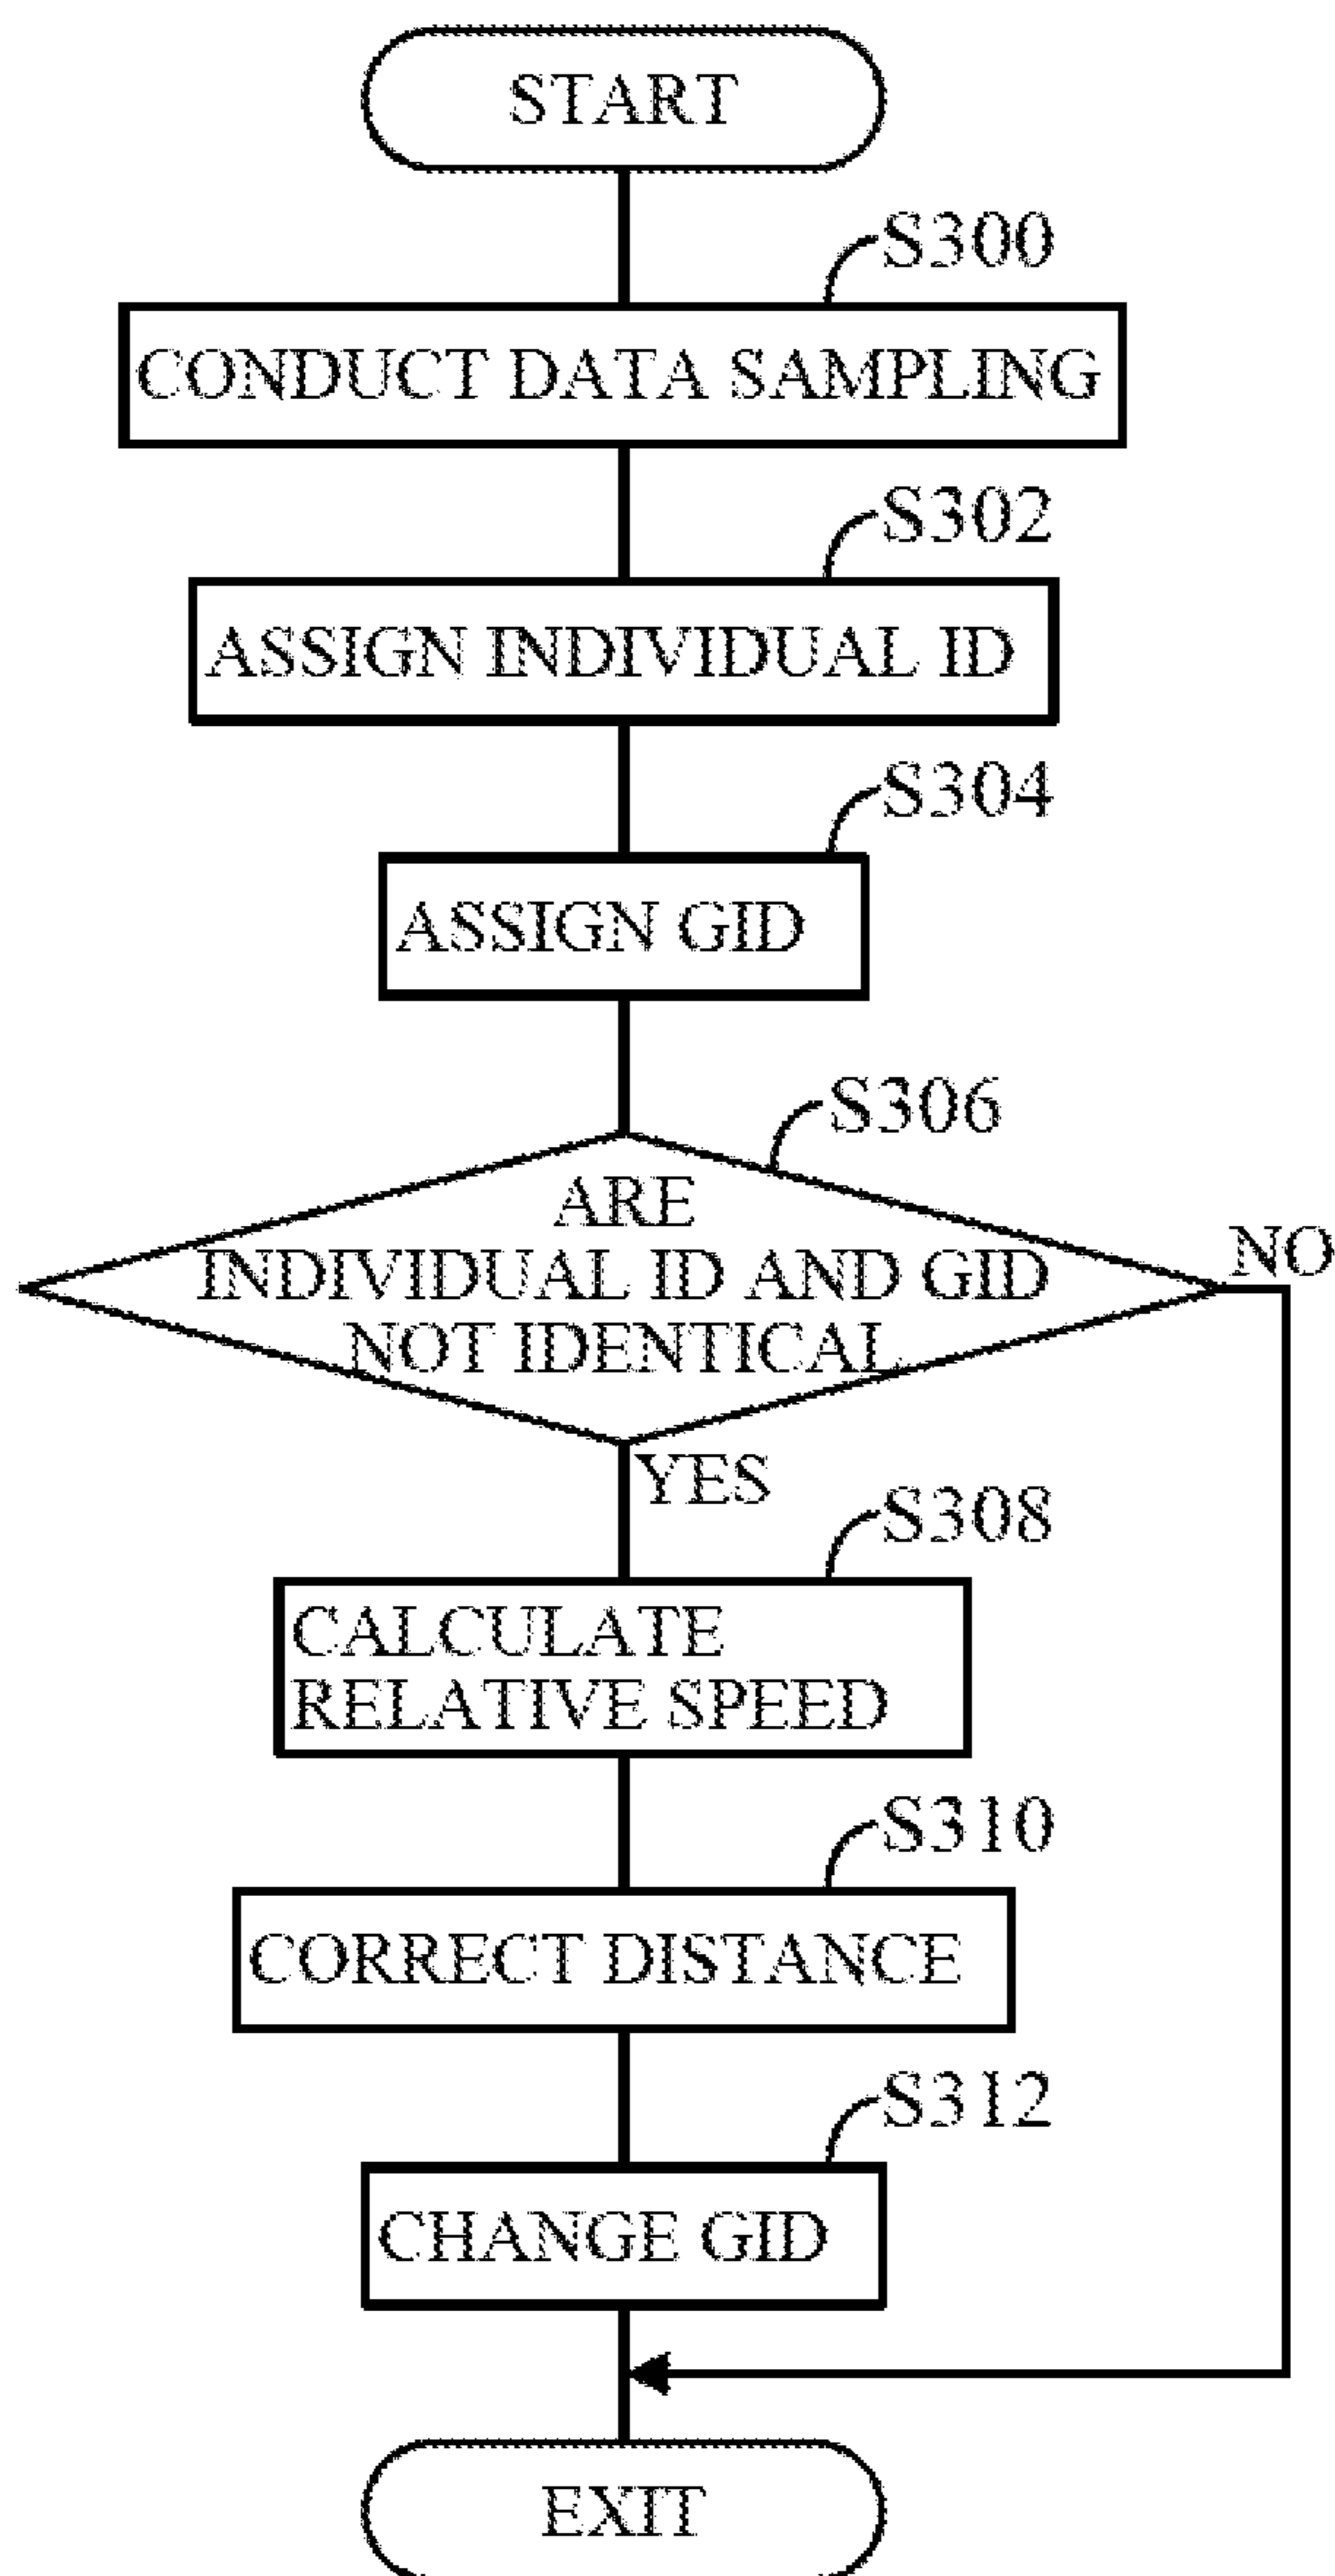 START
S300
CONDUCT DATA SAMPLING
S302
ASSIGN INDIVIDUAL ID
S304
ASSIGN GID
S306
ARE
INDIVIDUAL ID AND GID
NOT IDENTICAL
NO
YES
S308
CALCULATE
RELATIVE SPEED
S310
CORRECT DISTANCE
S312
CHANGE GID
EXIT